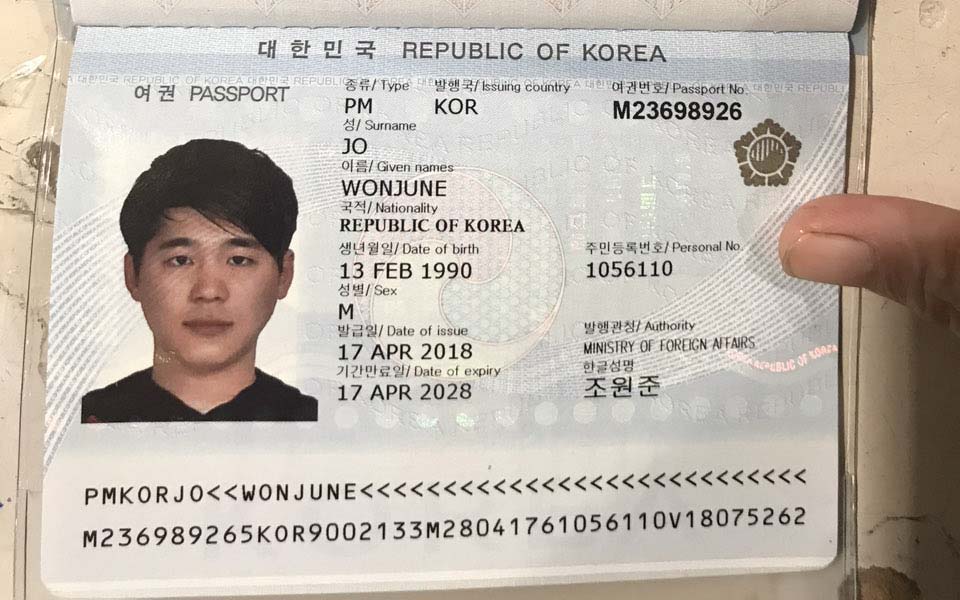 대한민국 REPUBLIC OF KOREA
여권 PASSPORT
종류/ Type 발행국/ Issuing country 여권번호/ Passport No.
PM KOR M23698926
성/ Surname
JO
이름/ Given names
WONJUNE
국적/ Nationality
REPUBLIC OF KOREA
생년월일/ Date of birth 주민등록번호/ Personal No.
13 FEB 1990 1056110
성별/ Sex
M
발급일/ Date of issue 발행관청/ Authority
17 APR 2018 MINISTRY OF FOREIGN AFFAIRS
기간만료일/ Date of expiry 한글성명
17 APR 2028 조원준
PMKORJO<<WONJUNE<<<<<<<<<<<<<<<<<<<<<<<<<<<<
M236989265KOR9002133M28041761056110V18075262